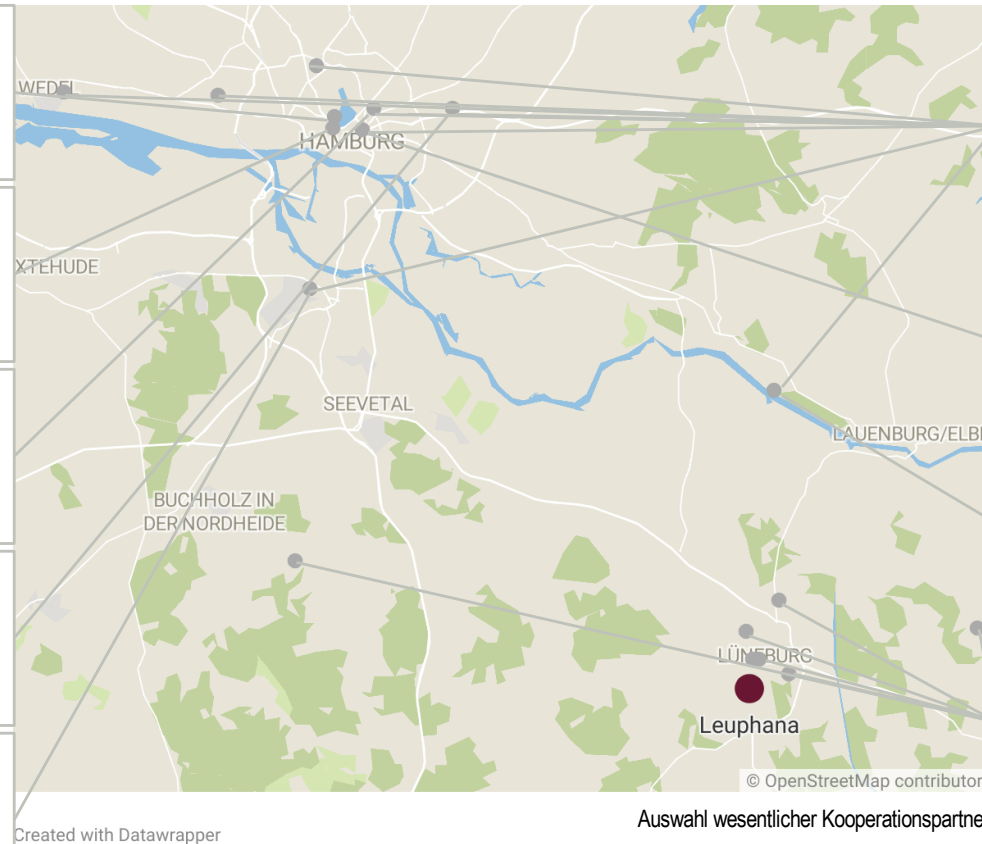 WEDEL
HAMBURG
XTEHUDE
SEEVETAL
LAUENBURG/ELBE
BUCHHOLZ IN
DER NORDHEIDE
LÜNEBURG
Leuphana
© OpenStreetMap contributor
Auswahl wesentlicher Kooperationspartne
Created with Datawrapper